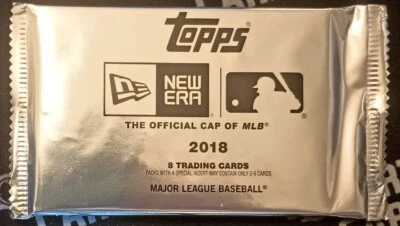 TOPPS®
NEW
ERA®
THE OFFICIAL CAP OF MLB®
2018
8 TRADING CARDS
PACKS WITH A SPECIAL INSERT MAY CONTAIN ONLY 2-6 CARDS
MAJOR LEAGUE BASEBALL®